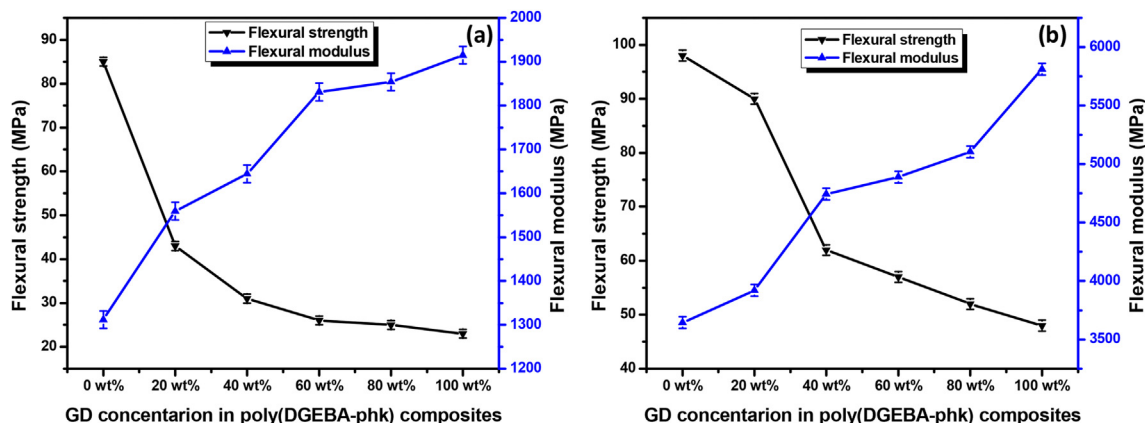 (a)
Flexural strength
Flexural modulus
Flexural strength (MPa)
90
80
70
60
50
40
30
20
2000
1900
1800
1700
1600
1500
1400
1300
1200
Flexural modulus (MPa)
0 wt% 20 wt% 40 wt% 60 wt% 80 wt% 100 wt%
GD concentarion in poly(DGEBA-phk) composites
(b)
Flexural strength
Flexural modulus
Flexural strength (MPa)
100
90
80
70
60
50
40
6000
5750
5000
4750
4000
3500
Flexural modulus (MPa)
0 wt% 20 wt% 40 wt% 60 wt% 80 wt% 100 wt%
GD concentarion in poly(DGEBA-phk) composites